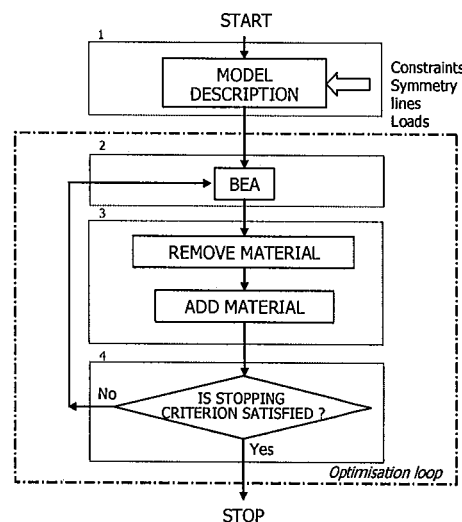 START
1
MODEL
DESCRIPTION
Constraints
Symmetry
lines
Loads
2
BEA
3
REMOVE MATERIAL
ADD MATERIAL
4
No
IS STOPPING
CRITERION SATISFIED ?
Yes
Optimisation loop
STOP